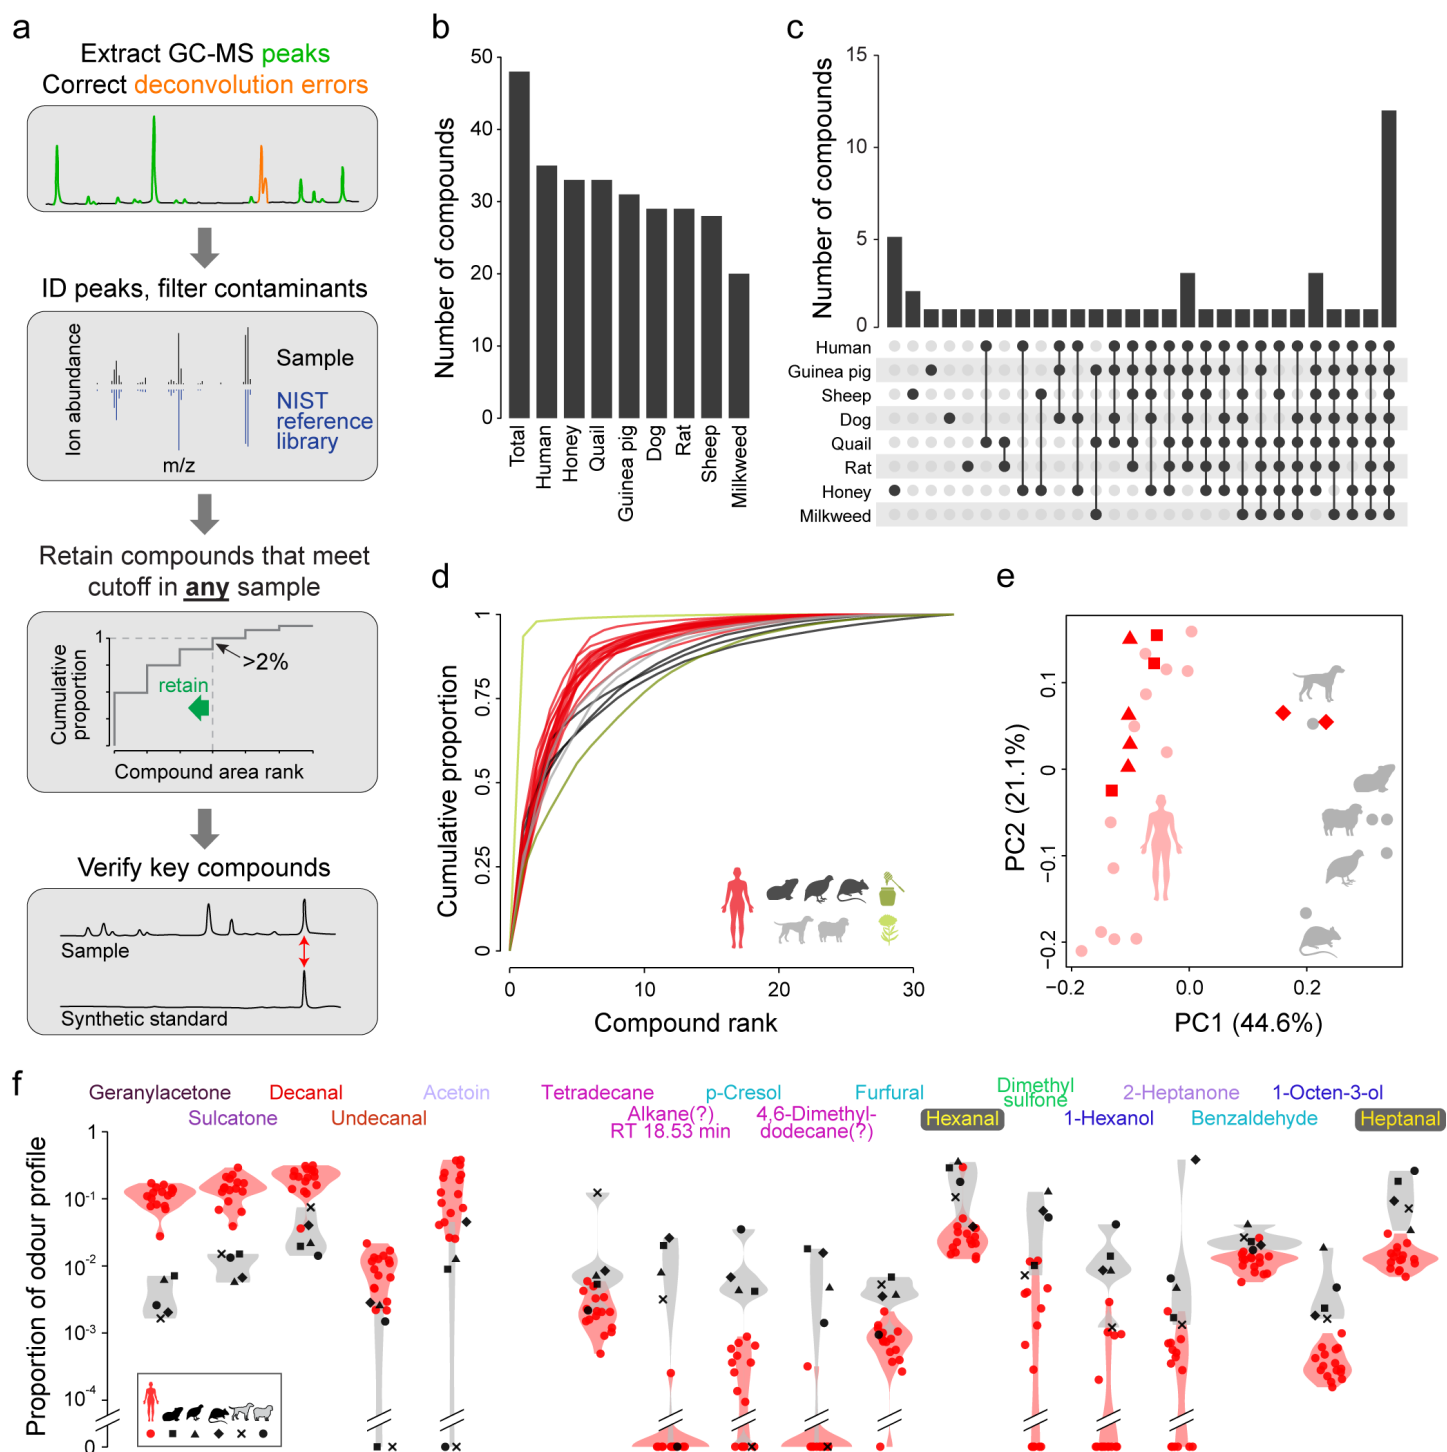 a
Extract GC-MS peaks
Correct deconvolution errors
ID peaks, filter contaminants
Ion abundance
Sample
NIST
reference
library
m/z
Retain compounds that meet
cutoff in any sample
Cumulative
proportion
1
>2%
retain
Compound area rank
Verify key compounds
Sample
Synthetic standard
b
Number of compounds
50
40
30
20
10
0
Total
Human
Honey
Quail
Guinea pig
Dog
Rat
Sheep
Milkweed
c
Number of compounds
15
10
5
0
Human
Guinea pig
Sheep
Dog
Quail
Rat
Honey
Milkweed
d
Cumulative proportion
1
0.75
0.5
0.25
0
0
10
20
30
Compound rank
e
PC2 (21.1%)
0.1
0
−0.1
−0.2
−0.2
0.0
0.2
PC1 (44.6%)
f
Geranylacetone
Sulcatone
Decanal
Undecanal
Acetoin
Tetradecane
Alkane(?)
RT 18.53 min
p-Cresol
4,6-Dimethyl-
dodecane(?)
Furfural
Hexanal
Dimethyl
sulfone
1-Hexanol
2-Heptanone
Benzaldehyde
1-Octen-3-ol
Heptanal
Proportion of odour profile
1
10-1
10-2
10-3
10-4
0